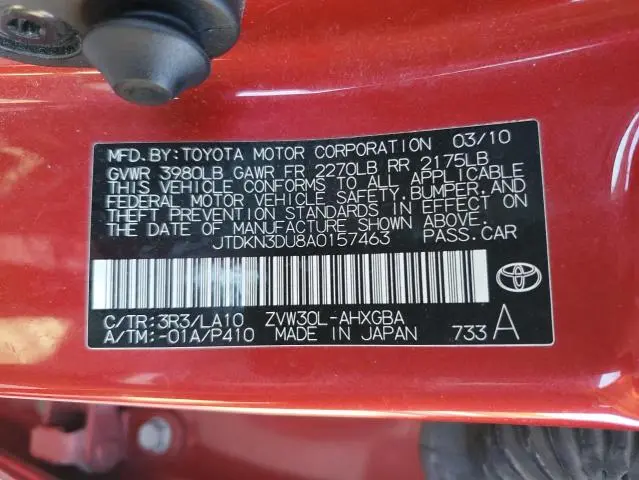 MFD. BY: TOYOTA MOTOR CORPORATION 03/10
GVWR 3980LB GAWR FR 2270LB RR 2175LB
THIS VEHICLE CONFORMS TO ALL APPLICABLE
FEDERAL MOTOR VEHICLE SAFETY, BUMPER, AND
THEFT PREVENTION STANDARDS IN EFFECT ON
THE DATE OF MANUFACTURE SHOWN ABOVE.
JTDKN3DU8A0157463 PASS. CAR
C/TR: 3R3/LA10 ZVW30L-AHXGBA
A/TM: -01A/P410 MADE IN JAPAN 733 A